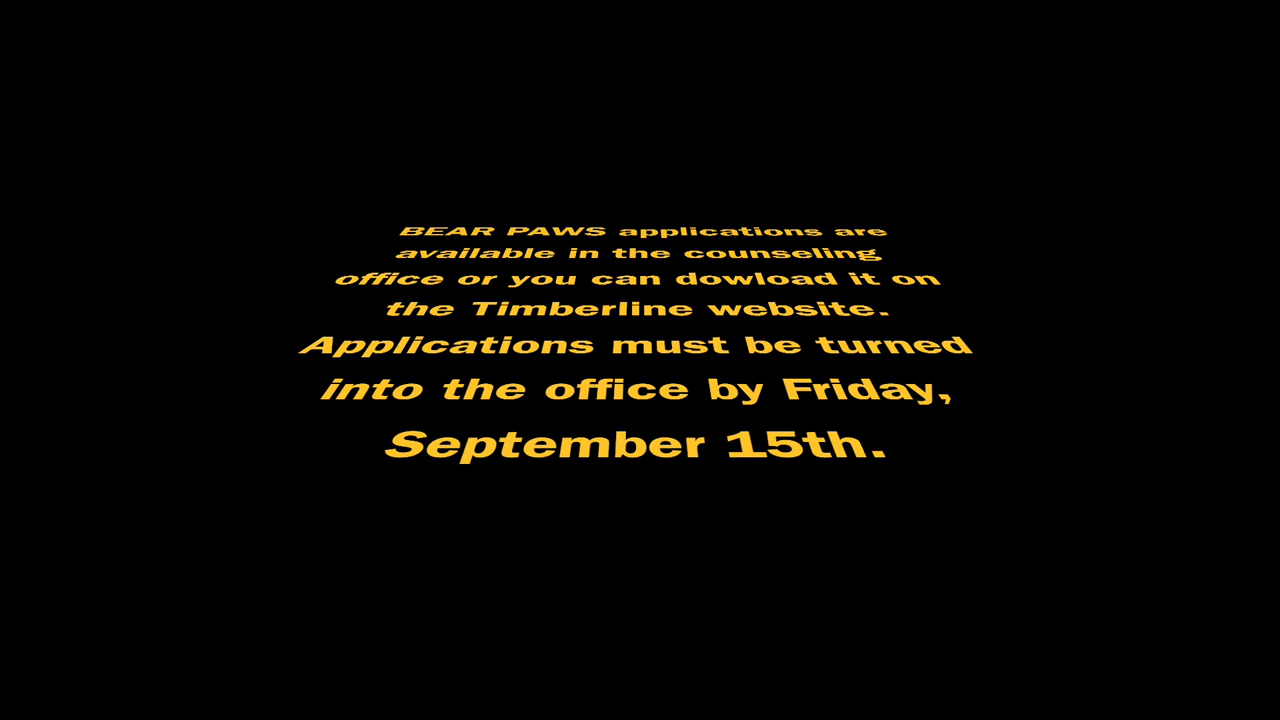 BEAR PAWS applications are
available in the counseling
office or you can dowload it on
the Timberline website.
Applications must be turned
into the office by Friday,
September 15th.